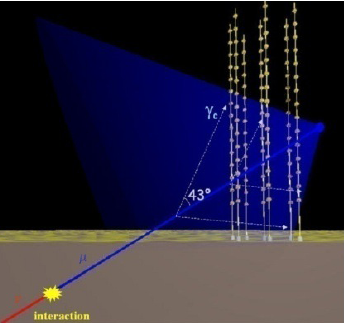 γc
43°
μ
interaction